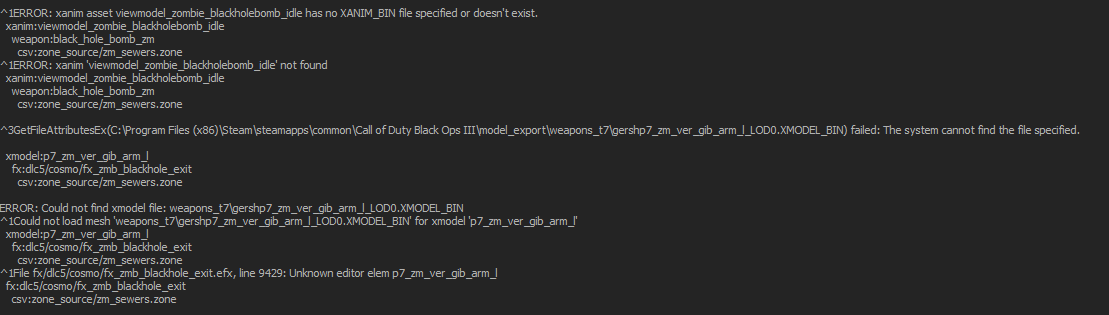 ^1ERROR: xanim asset viewmodel_zombie_blackholebomb_idle has no XANIM_BIN file specified or doesn't exist.
xanim:viewmodel_zombie_blackholebomb_idle
weapon:black_hole_bomb_zm
csv:zone_source/zm_sewers.zone
^1ERROR: xanim 'viewmodel_zombie_blackholebomb_idle' not found
xanim:viewmodel_zombie_blackholebomb_idle
weapon:black_hole_bomb_zm
csv:zone_source/zm_sewers.zone
^3GetFileAttributesEx(C:\Program Files (x86)\Steam\steamapps\common\Call of Duty Black Ops III\model_export\weapons_t7\gershp7_zm_ver_gib_arm_l_LOD0.XMODEL_BIN) failed: The system cannot find the file specified.
xmodel:p7_zm_ver_gib_arm_l
fx:dlc5/cosmo/fx_zmb_blackhole_exit
csv:zone_source/zm_sewers.zone
ERROR: Could not find xmodel file: weapons_t7\gershp7_zm_ver_gib_arm_l_LOD0.XMODEL_BIN
^1Could not load mesh 'weapons_t7\gershp7_zm_ver_gib_arm_l_LOD0.XMODEL_BIN' for xmodel 'p7_zm_ver_gib_arm_l'
xmodel:p7_zm_ver_gib_arm_l
fx:dlc5/cosmo/fx_zmb_blackhole_exit
csv:zone_source/zm_sewers.zone
^1File fx/dlc5/cosmo/fx_zmb_blackhole_exit.efx, line 9429: Unknown editor elem p7_zm_ver_gib_arm_l
fx:dlc5/cosmo/fx_zmb_blackhole_exit
csv:zone_source/zm_sewers.zone